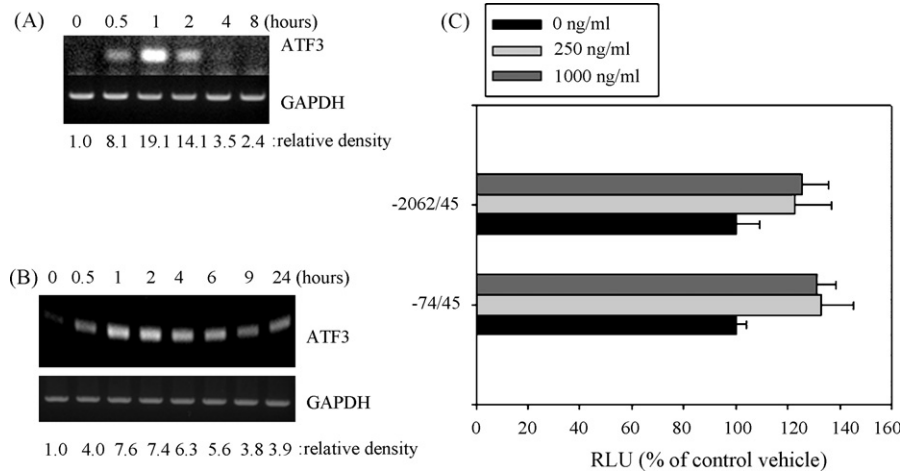 (A)
0 0.5 1 2 4 8 (hours)
ATF3
GAPDH
1.0 8.1 19.1 14.1 3.5 2.4 :relative density
(B)
0 0.5 1 2 4 6 9 24 (hours)
ATF3
GAPDH
1.0 4.0 7.6 7.4 6.3 5.6 3.8 3.9 :relative density
(C)
0 ng/ml
250 ng/ml
1000 ng/ml
-2062/45
-74/45
0 20 40 60 80 100 120 140 160
RLU (% of control vehicle)